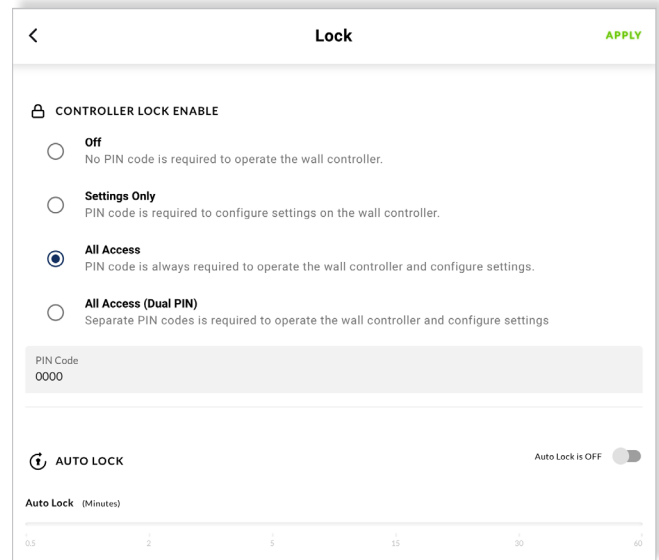 Lock
APPLY
CONTROLLER LOCK ENABLE
Off
No PIN code is required to operate the wall controller.
Settings Only
PIN code is required to configure settings on the wall controller.
All Access
PIN code is always required to operate the wall controller and configure settings.
All Access (Dual PIN)
Separate PIN codes is required to operate the wall controller and configure settings
PIN Code
0000
AUTO LOCK
Auto Lock is OFF
Auto Lock (Minutes)
0.5 2 5 15 30 60